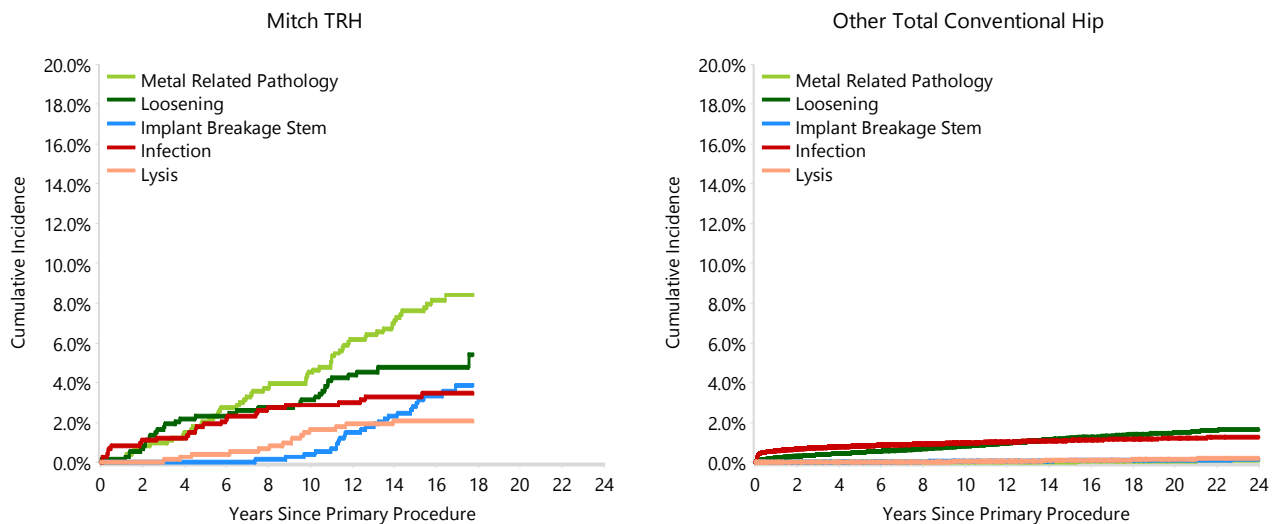 Mitch TRH
Cumulative Incidence
20.0%
18.0%
16.0%
14.0%
12.0%
10.0%
8.0%
6.0%
4.0%
2.0%
0.0%
Metal Related Pathology
Loosening
Implant Breakage Stem
Infection
Lysis
0 2 4 6 8 10 12 14 16 18 20 22 24
Years Since Primary Procedure
Other Total Conventional Hip
Cumulative Incidence
20.0%
18.0%
16.0%
14.0%
12.0%
10.0%
8.0%
6.0%
4.0%
2.0%
0.0%
Metal Related Pathology
Loosening
Implant Breakage Stem
Infection
Lysis
0 2 4 6 8 10 12 14 16 18 20 22 24
Years Since Primary Procedure